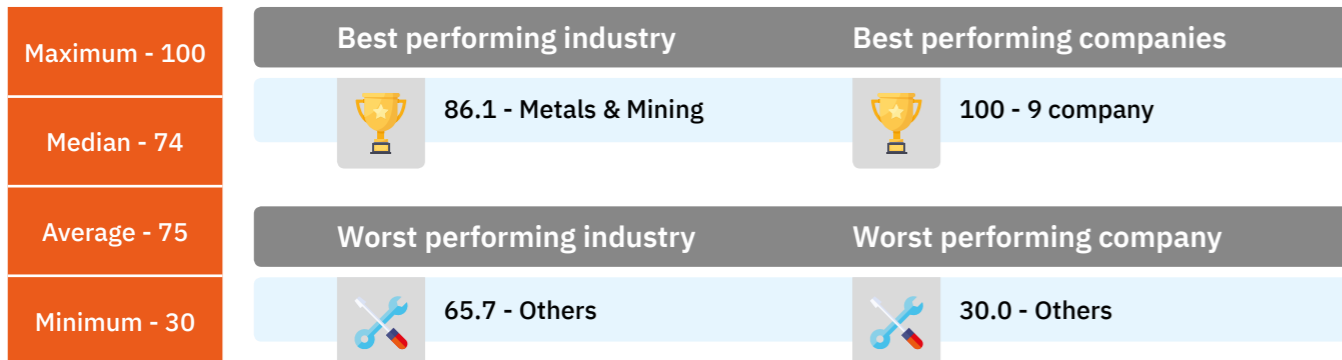 Maximum - 100
Median - 74
Average - 75
Minimum - 30
Best performing industry
Best performing companies
86.1 - Metals & Mining
100 - 9 company
Worst performing industry
Worst performing company
65.7 - Others
30.0 - Others